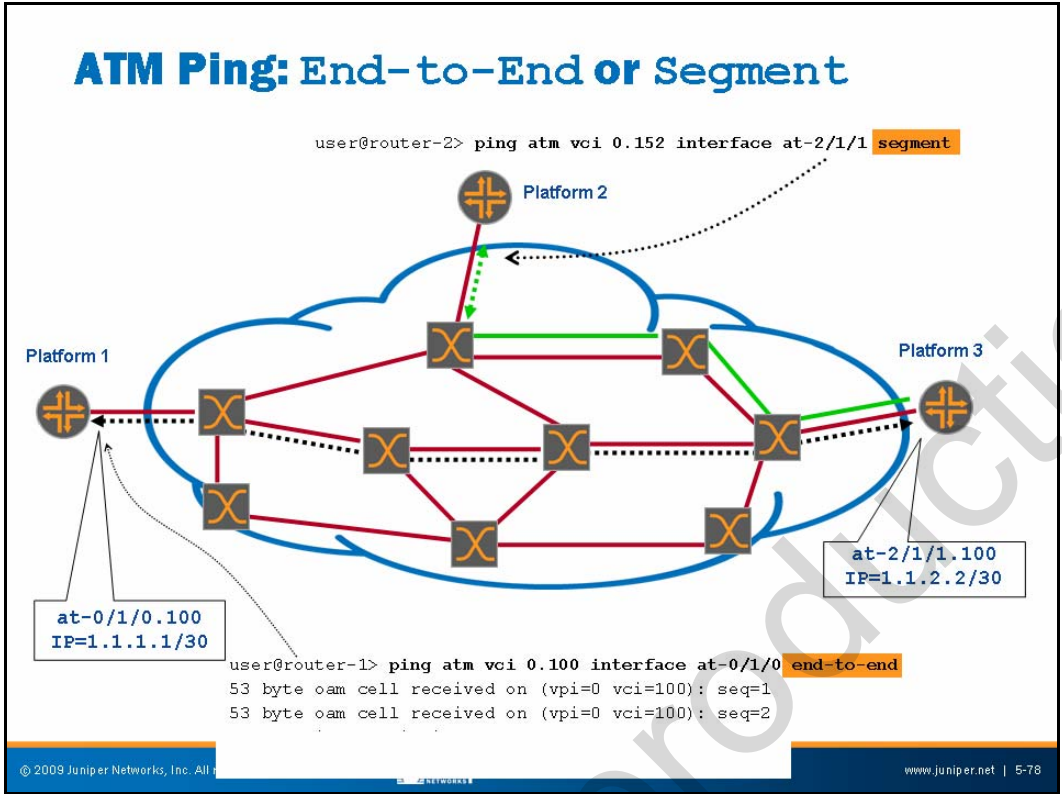 ATM Ping: End-to-End or Segment
user@router-2> ping atm vci 0.152 interface at-2/1/1 segment
Platform 2
Platform 1
Platform 3
at-2/1/1.100
IP=1.1.2.2/30
at-0/1/0.100
IP=1.1.1.1/30
user@router-1> ping atm vci 0.100 interface at-0/1/0 end-to-end
53 byte oam cell received on (vpi=0 vci=100): seq=1
53 byte oam cell received on (vpi=0 vci=100): seq=2
© 2009 Juniper Networks, Inc. All
NETWORKS
www.juniper.net | 5-78